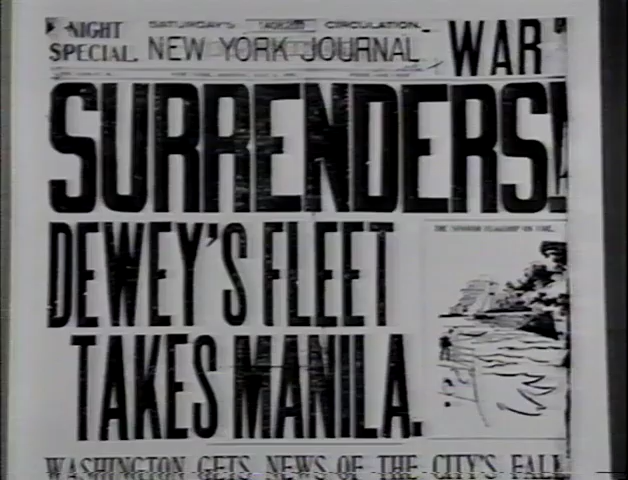 NIGHT SPECIAL.
SATURDAY'S CIRCULATION.
NEW YORK JOURNAL
WAR
SURRENDERS!
DEWEY'S FLEET
TAKES MANILA.
THE SPANISH FLAGSHIP ON FIRE.
WASHINGTON GETS NEWS OF THE CITY'S FALL